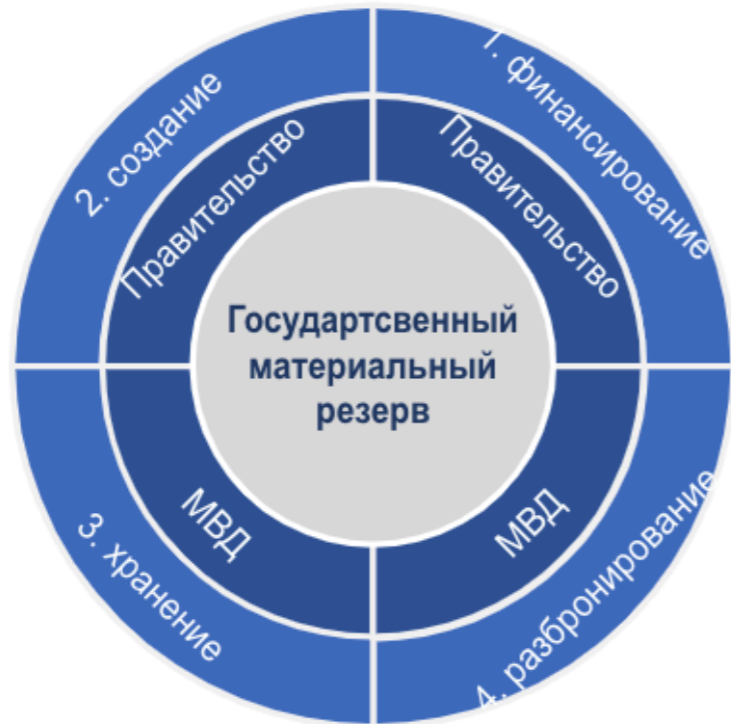 Государтсвенный
материальный
резерв
1. финансирование
Правительство
2. создание
Правительство
3. хранение
МВД
4. разбронирование
МВД